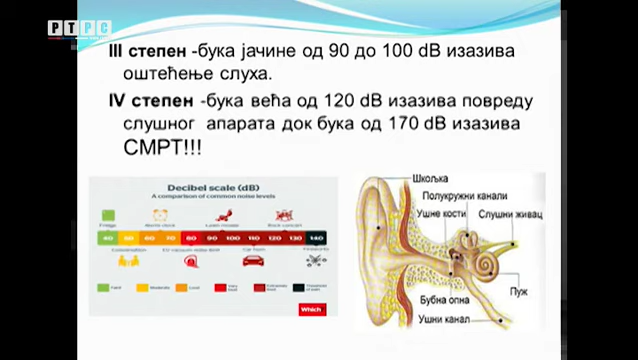 РТРС
III степен -бука јачине од 90 до 100 dB изазива
оштећење слуха.
IV степен -бука већа од 120 dB изазива повреду
слушног апарата док бука од 170 dB изазива
СМРТ!!!
Decibel scale (dB)
A comparison of common noise levels
Fridge
40 50 60 70 80 90 100 110 120 130 140
Which
Шкољка
Полукружни канали
Ушне кости
Слушни живац
Пуж
Бубна опна
Ушни канал